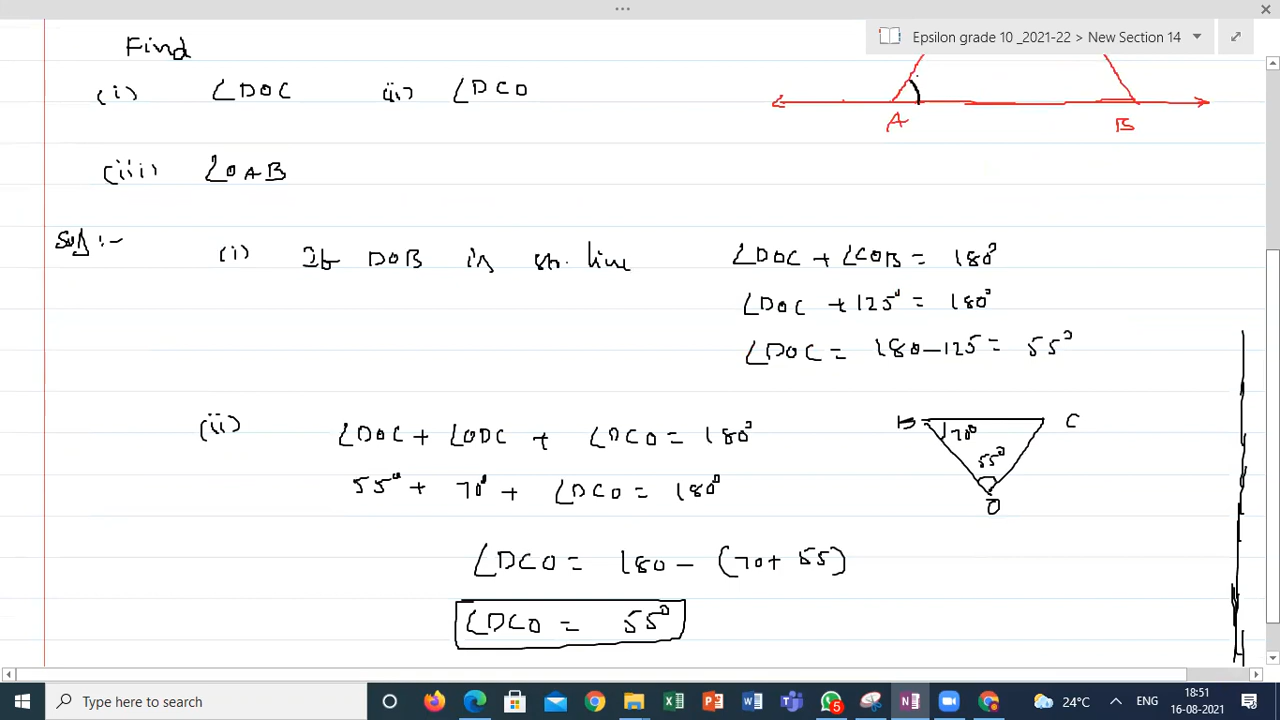 Find
Epsilon grade 10 _2021-22 > New Section 14
(i) ∠DOC (ii) ∠DCO
A B
(iii) ∠OAB
Sol :-
(i) If DOB is st. line ∠DOC + ∠COB = 180°
∠DOC + 125° = 180°
∠DOC = 180 - 125 = 55°
(ii) ∠DOC + ∠ODC + ∠DCO = 180°
D 70° C
55°
O
55° + 70° + ∠DCO = 180°
∠DCO = 180 - (70 + 55)
∠DCO = 55°
Type here to search
5
24°C
ENG
18:51
16-08-2021